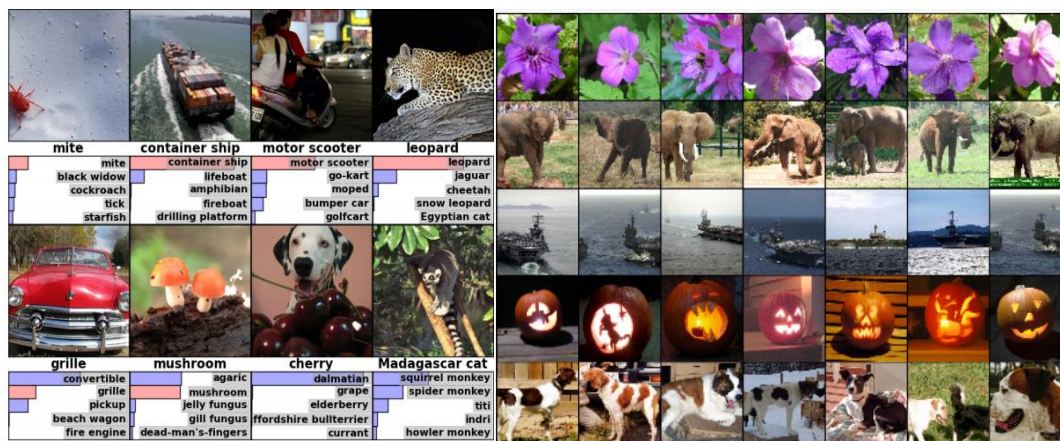 mite
container ship
motor scooter
leopard
mite
black widow
cockroach
tick
starfish
container ship
lifeboat
amphibian
fireboat
drilling platform
motor scooter
go-kart
moped
bumper car
golfcart
leopard
jaguar
cheetah
snow leopard
Egyptian cat
grille
mushroom
cherry
Madagascar cat
convertible
grille
pickup
beach wagon
fire engine
agaric
mushroom
jelly fungus
gill fungus
dead-man's-fingers
dalmatian
grape
elderberry
ffordshire bullterrier
currant
squirrel monkey
spider monkey
titi
indri
howler monkey